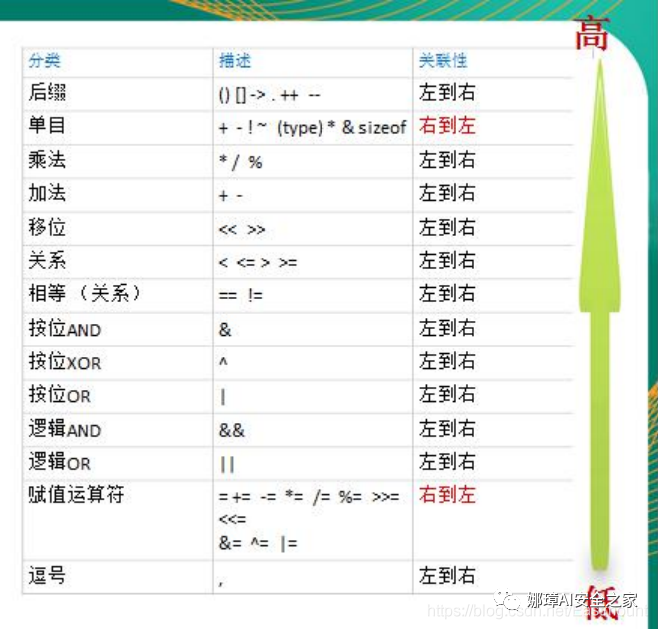 高
分类 描述 关联性
后缀 () [] -> . ++ -- 左到右
单目 + - ! ~ (type) * & sizeof 右到左
乘法 * / % 左到右
加法 + - 左到右
移位 << >> 左到右
关系 < <= > >= 左到右
相等 （关系） == != 左到右
按位AND & 左到右
按位XOR ^ 左到右
按位OR | 左到右
逻辑AND && 左到右
逻辑OR || 左到右
赋值运算符 = += -= *= /= %= >>= 右到左
<<=
&= ^= |=
逗号 , 左到右
娜璋AI安全之家
低